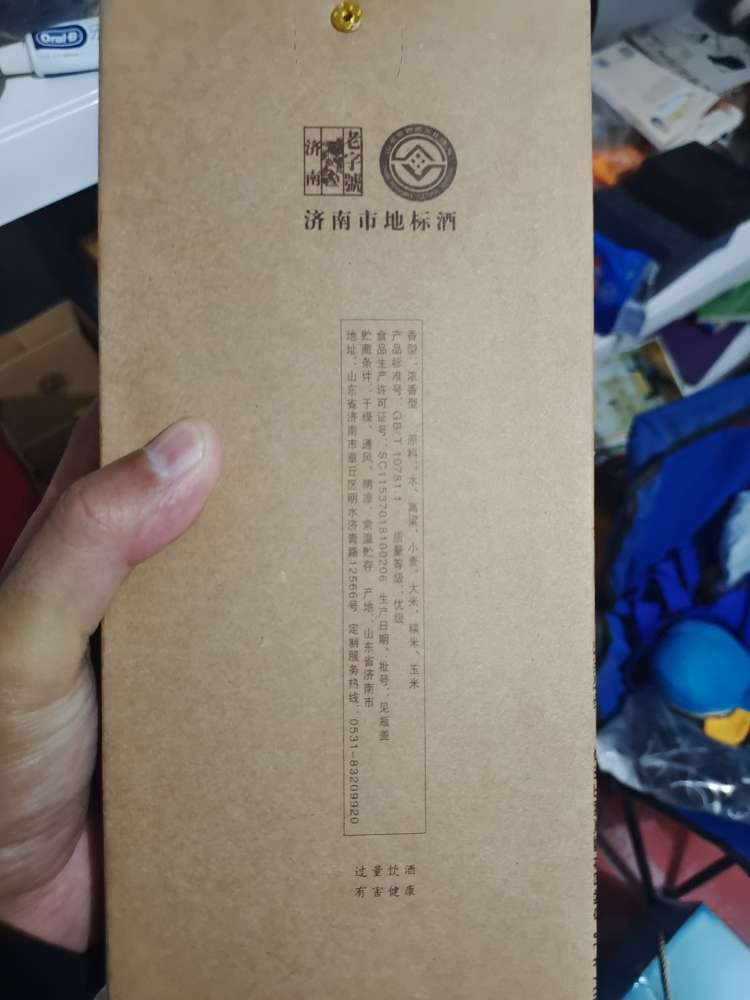 Oral-B
济南
老字號
济南市地标酒
香型：浓香型 原料：水、高粱、小麦、大米、糯米、玉米
产品标准号：GB/T 10781.1 质量等级：优级
食品生产许可证号：SC11537018100206 生产日期、批号：见瓶盖
贮藏条件：干燥、通风、阴凉、常温贮存 产地：山东省济南市
地址：山东省济南市章丘区明水济青路12566号 定制服务热线：0531-83209920
过量饮酒
有害健康